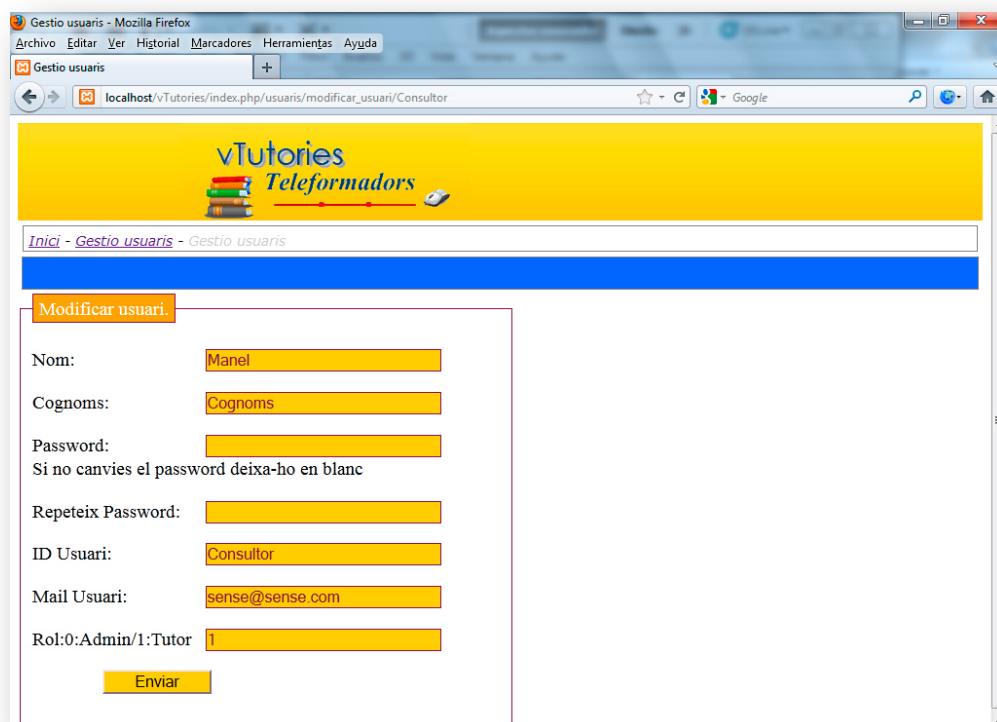 Gestio usuaris - Mozilla Firefox
Archivo Editar Ver Historial Marcadores Herramientas Ayuda
Gestio usuaris
localhost/vTutories/index.php/usuaris/modificar_usuari/Consultor
Google
vTutories
Teleformadors
Inici - Gestio usuaris - Gestio usuaris
Modificar usuari.
Nom: Manel
Cognoms: Cognoms
Password:
Si no canvies el password deixa-ho en blanc
Repeteix Password:
ID Usuari: Consultor
Mail Usuari: sense@sense.com
Rol:0:Admin/1:Tutor 1
Enviar